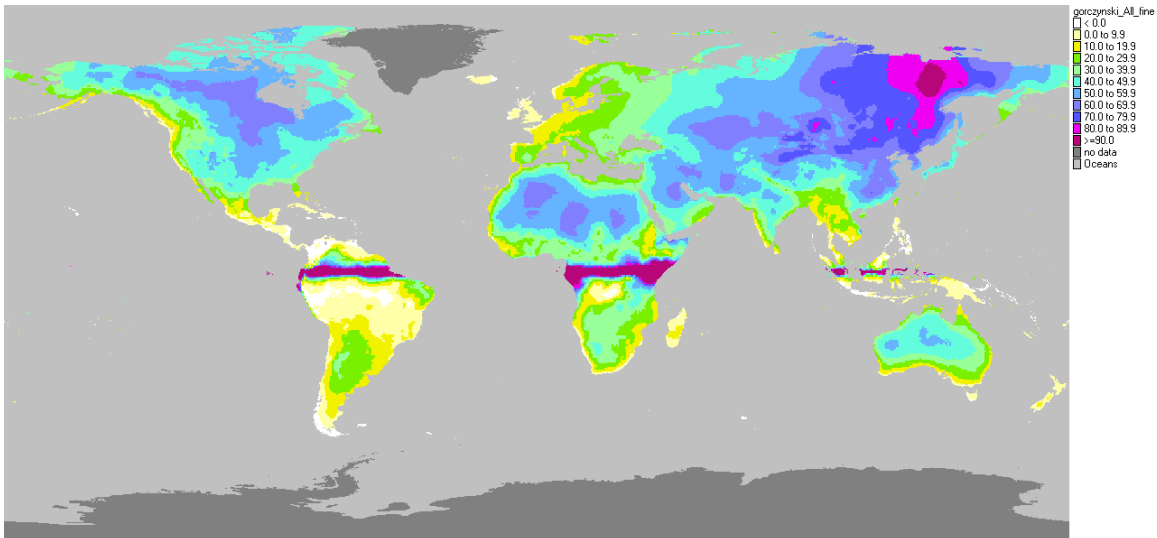 gorczynski_All_fine
< 0.0
0.0 to 9.9
10.0 to 19.9
20.0 to 29.9
30.0 to 39.9
40.0 to 49.9
50.0 to 59.9
60.0 to 69.9
70.0 to 79.9
80.0 to 89.9
>=90.0
no data
Oceans